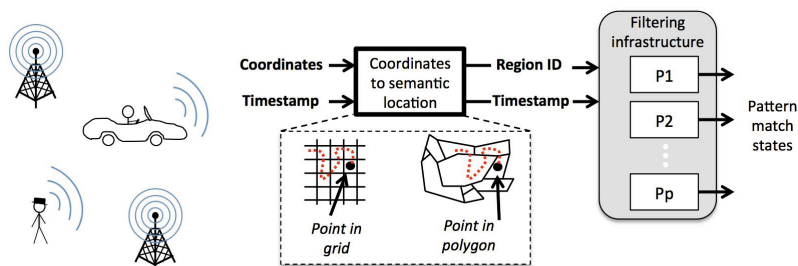 Filtering
infrastructure
Coordinates
Timestamp
Coordinates
to semantic
location
Region ID
Timestamp
P1
P2
Pp
Pattern
match
states
Point in
grid
Point in
polygon